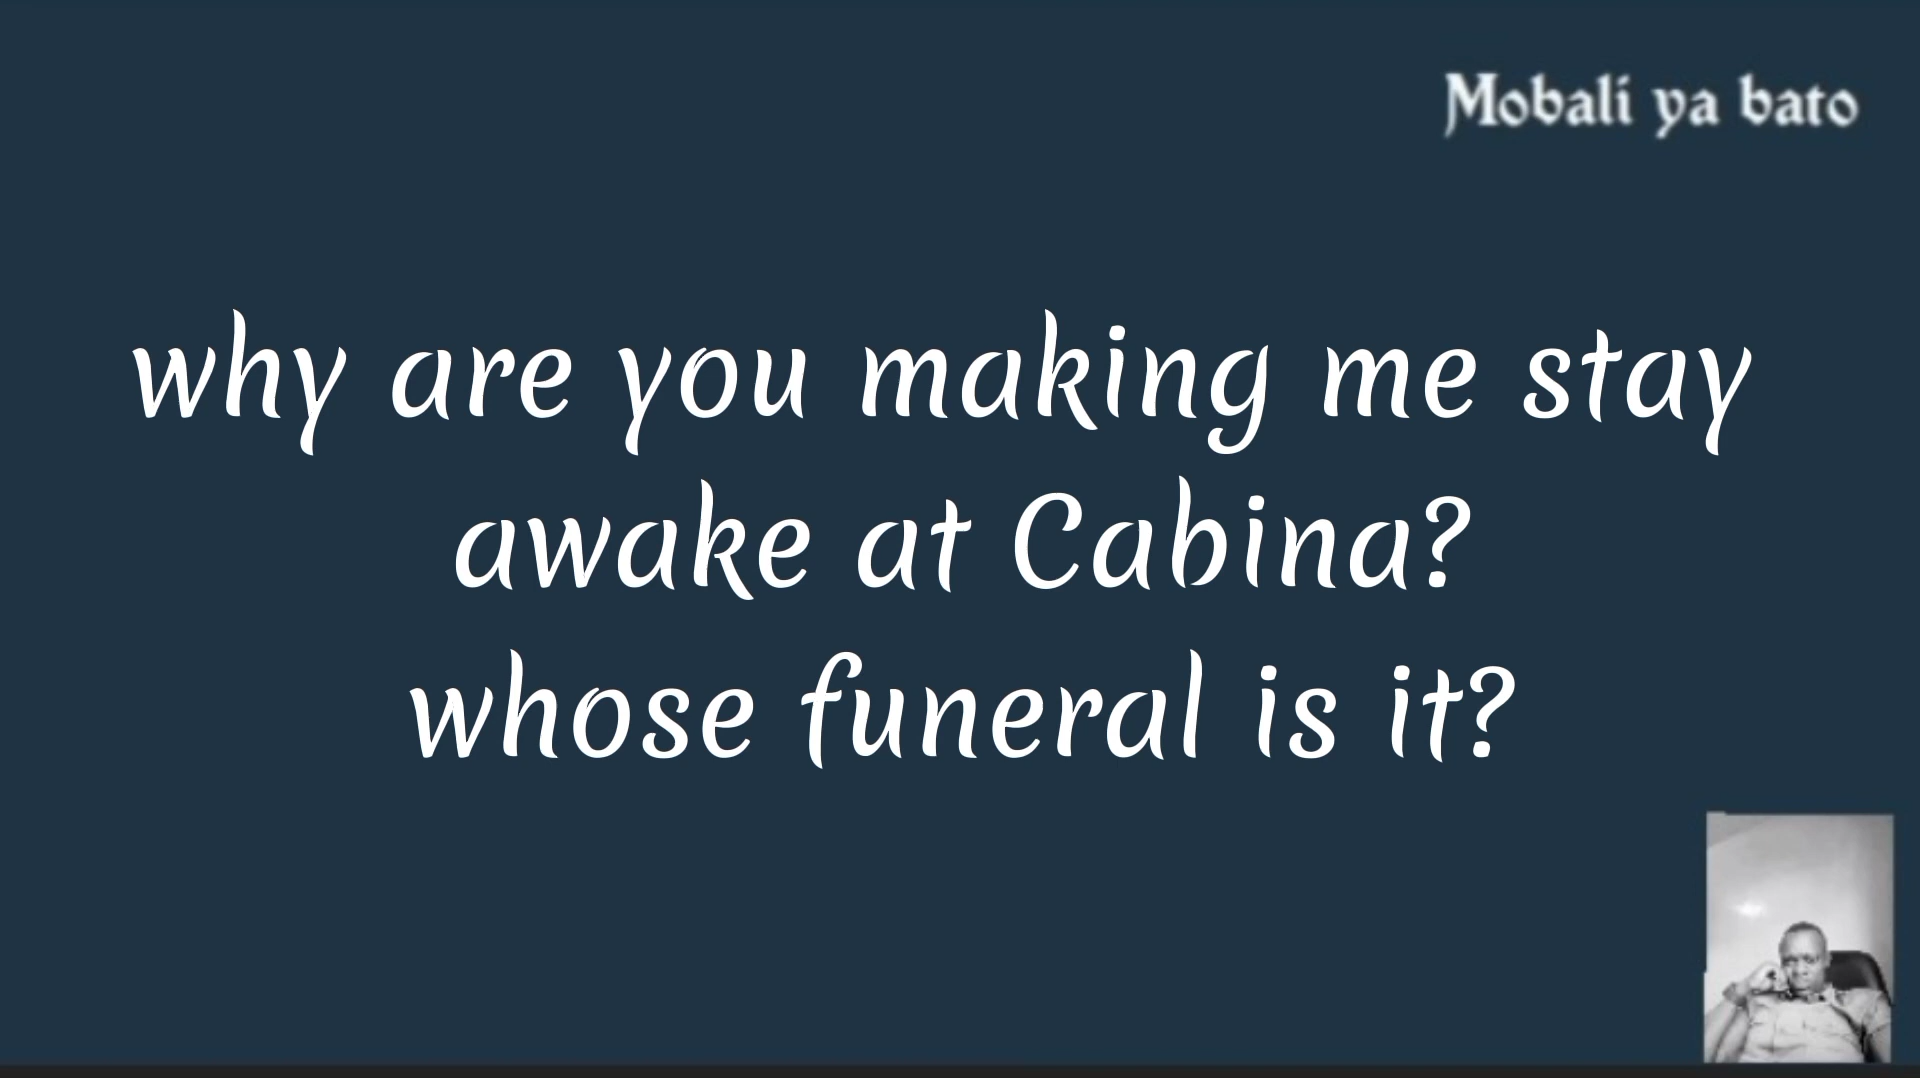 Mobali ya bato
why are you making me stay
awake at Cabina?
whose funeral is it?